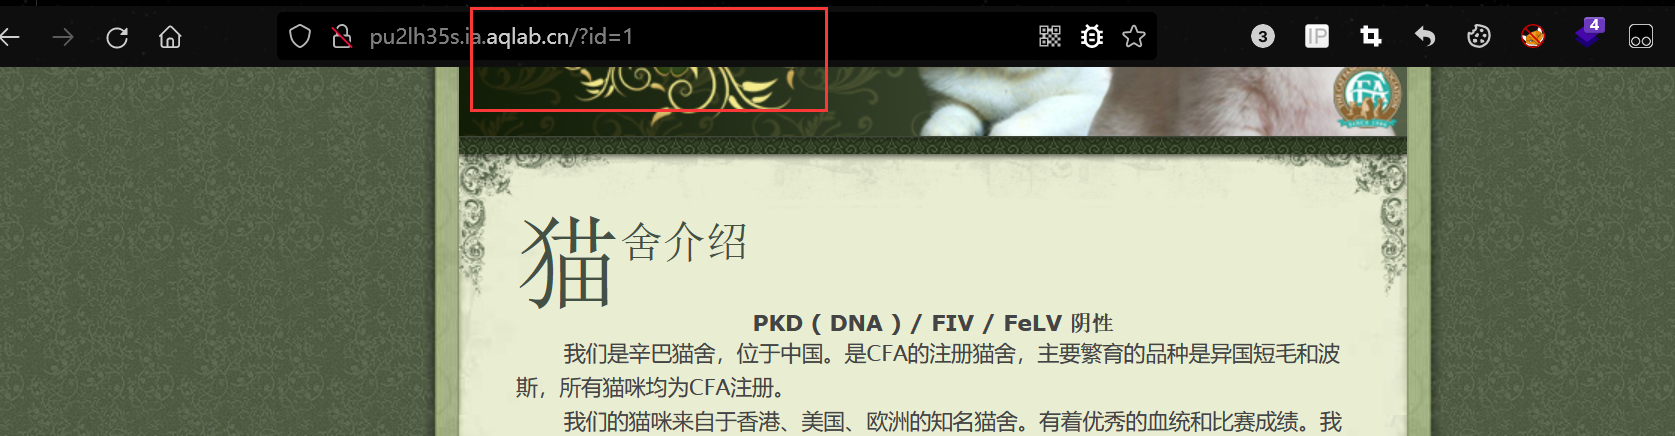 pu2lh35s.ia.aqlab.cn/?id=1
3
IP
4
猫舍介绍
PKD ( DNA ) / FIV / FeLV 阴性
我们是辛巴猫舍，位于中国。是CFA的注册猫舍，主要繁育的品种是异国短毛和波
斯，所有猫咪均为CFA注册。
我们的猫咪来自于香港、美国、欧洲的知名猫舍。有着优秀的血统和比赛成绩。我